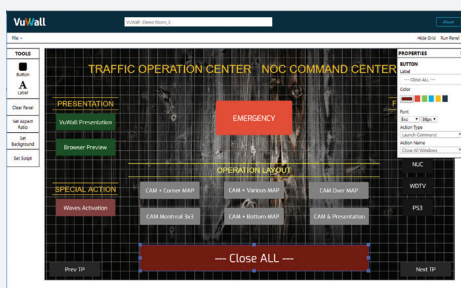 VuWall
VuWall Demo Room_2
File
Hide Grid Run Panel
TOOLS
Button
A
Label
Clear Panel
Set Aspect
Ratio
Set
Background
Set Script
TRAFFIC OPERATION CENTER NOC COMMAND CENTER
PRESENTATION
VuWall Presentation
Browser Preview
EMERGENCY
OPERATION LAYOUT
SPECIAL ACTION
Waves Activation
CAM + Corner MAP
CAM + Various MAP
CAM Over MAP
CAM Montreal 3x3
CAM + Bottom MAP
CAM & Presentation
NUC
WDTV
PS3
--- Close ALL ---
Prev TP
Next TP
PROPERTIES
BUTTON
Label
--- Close ALL ---
Color
Font
Exo
36px
Action Type
Launch Command
Action Name
Close All Windows